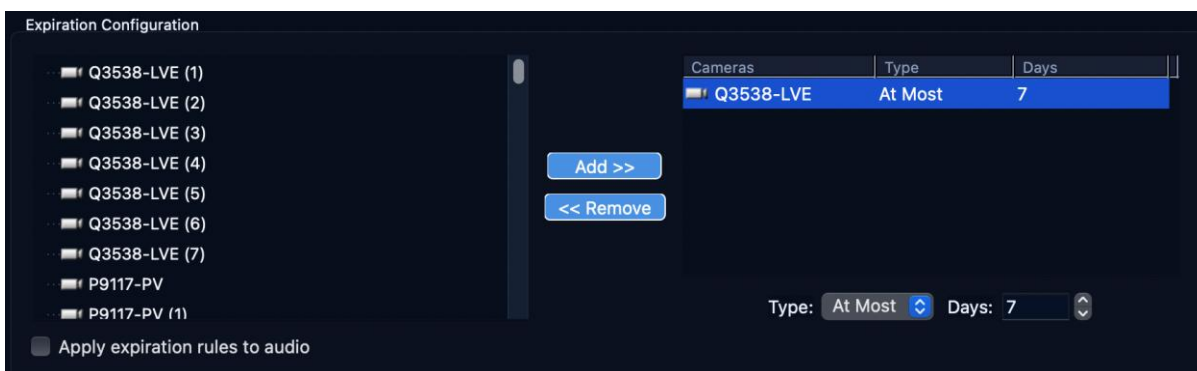 Expiration Configuration
Q3538-LVE (1)
Q3538-LVE (2)
Q3538-LVE (3)
Q3538-LVE (4)
Q3538-LVE (5)
Q3538-LVE (6)
Q3538-LVE (7)
P9117-PV
P9117-PV (1)
Apply expiration rules to audio
Add >>
<< Remove
Cameras Type Days
Q3538-LVE At Most 7
Type: At Most Days: 7